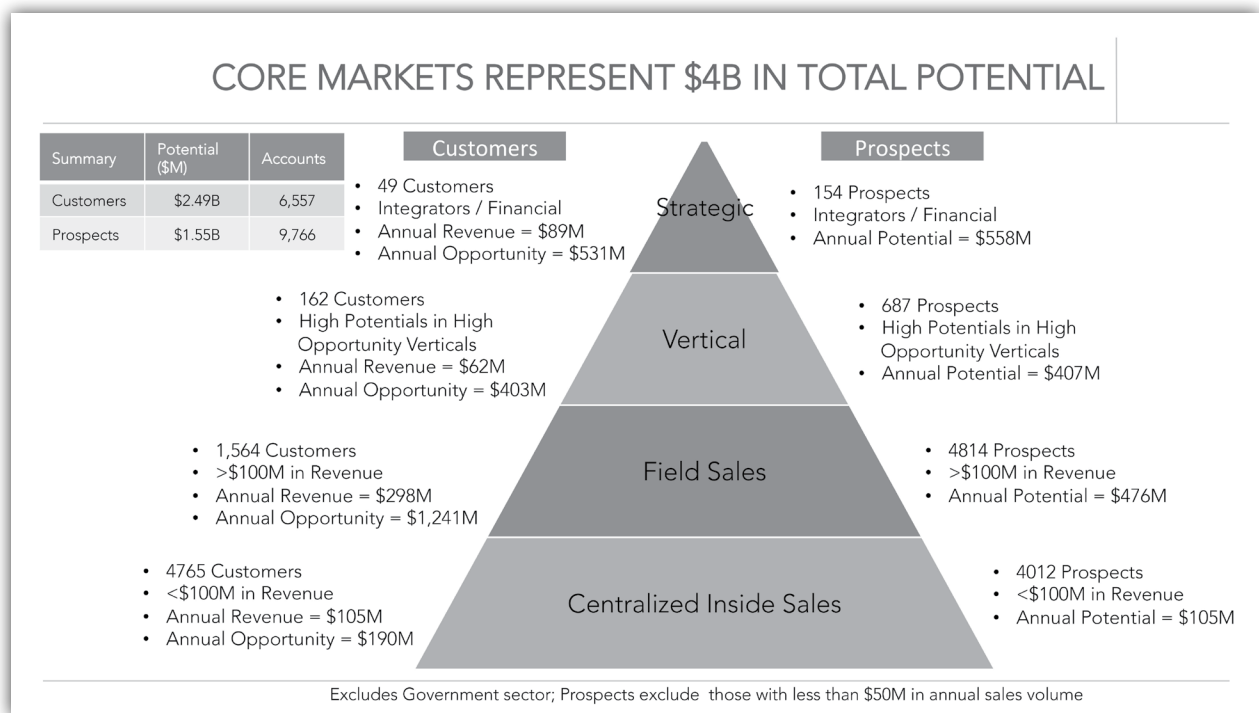 CORE MARKETS REPRESENT $4B IN TOTAL POTENTIAL
Summary Potential ($M) Accounts
Customers $2.49B 6,557
Prospects $1.55B 9,766
Customers
• 49 Customers
• Integrators / Financial
• Annual Revenue = $89M
• Annual Opportunity = $531M
Strategic
Prospects
• 154 Prospects
• Integrators / Financial
• Annual Potential = $558M
• 162 Customers
• High Potentials in High
Opportunity Verticals
• Annual Revenue = $62M
• Annual Opportunity = $403M
Vertical
• 687 Prospects
• High Potentials in High
Opportunity Verticals
• Annual Potential = $407M
• 1,564 Customers
• >$100M in Revenue
• Annual Revenue = $298M
• Annual Opportunity = $1,241M
Field Sales
• 4814 Prospects
• >$100M in Revenue
• Annual Potential = $476M
• 4765 Customers
• <$100M in Revenue
• Annual Revenue = $105M
• Annual Opportunity = $190M
Centralized Inside Sales
• 4012 Prospects
• <$100M in Revenue
• Annual Potential = $105M
Excludes Government sector; Prospects exclude those with less than $50M in annual sales volume